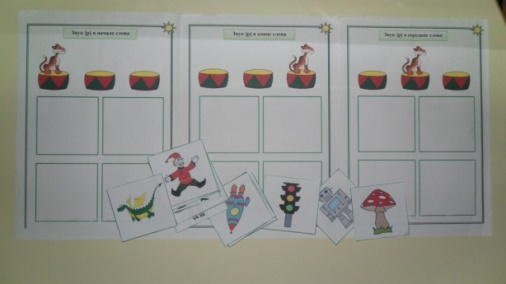 Звук [р] в начале слова
Звук [р] в конце слова
Звук [р] в середине слова